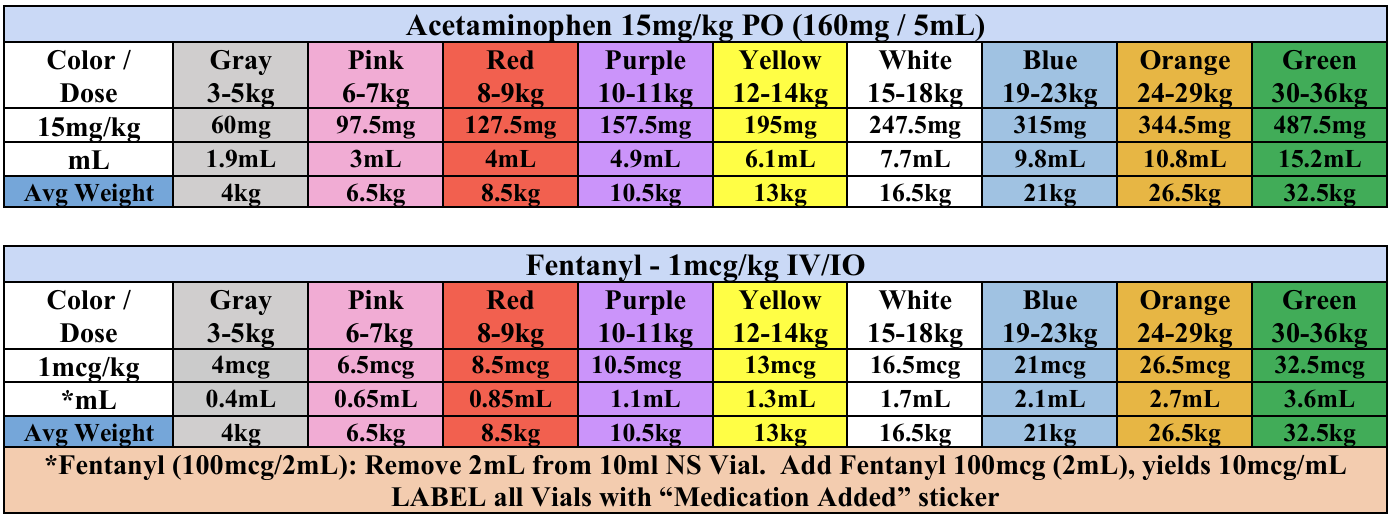 Acetaminophen 15mg/kg PO (160mg / 5mL)
Color / Dose Gray 3-5kg Pink 6-7kg Red 8-9kg Purple 10-11kg Yellow 12-14kg White 15-18kg Blue 19-23kg Orange 24-29kg Green 30-36kg
15mg/kg 60mg 97.5mg 127.5mg 157.5mg 195mg 247.5mg 315mg 344.5mg 487.5mg
mL 1.9mL 3mL 4mL 4.9mL 6.1mL 7.7mL 9.8mL 10.8mL 15.2mL
Avg Weight 4kg 6.5kg 8.5kg 10.5kg 13kg 16.5kg 21kg 26.5kg 32.5kg
Fentanyl - 1mcg/kg IV/IO
Color / Dose Gray 3-5kg Pink 6-7kg Red 8-9kg Purple 10-11kg Yellow 12-14kg White 15-18kg Blue 19-23kg Orange 24-29kg Green 30-36kg
1mcg/kg 4mcg 6.5mcg 8.5mcg 10.5mcg 13mcg 16.5mcg 21mcg 26.5mcg 32.5mcg
*mL 0.4mL 0.65mL 0.85mL 1.1mL 1.3mL 1.7mL 2.1mL 2.7mL 3.6mL
Avg Weight 4kg 6.5kg 8.5kg 10.5kg 13kg 16.5kg 21kg 26.5kg 32.5kg
*Fentanyl (100mcg/2mL): Remove 2mL from 10ml NS Vial. Add Fentanyl 100mcg (2mL), yields 10mcg/mL
LABEL all Vials with “Medication Added” sticker